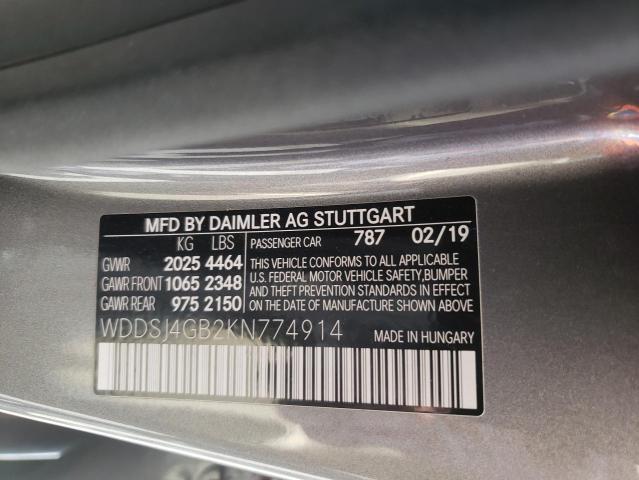 MFD BY DAIMLER AG STUTTGART
KG LBS
GVWR 2025 4464
GAWR FRONT 1065 2348
GAWR REAR 975 2150
PASSENGER CAR 787 02/19
THIS VEHICLE CONFORMS TO ALL APPLICABLE
U.S. FEDERAL MOTOR VEHICLE SAFETY,BUMPER
AND THEFT PREVENTION STANDARDS IN EFFECT
ON THE DATE OF MANUFACTURE SHOWN ABOVE.
WDDSJ4GB2KN774914
MADE IN HUNGARY